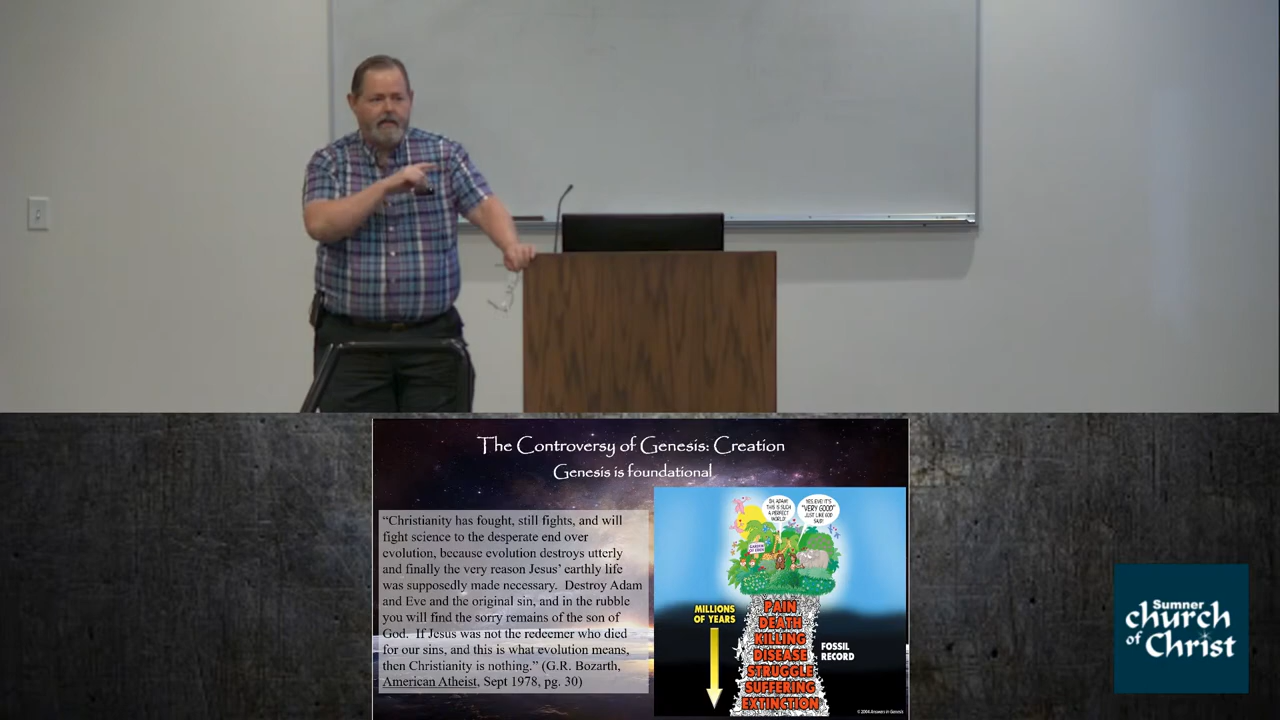 The Controversy of Genesis: Creation
Genesis is foundational
“Christianity has fought, still fights, and will
fight science to the desperate end over
evolution, because evolution destroys utterly
and finally the very reason Jesus’ earthly life
was supposedly made necessary.  Destroy Adam
and Eve and the original sin, and in the rubble
you will find the sorry remains of the son of
God.  If Jesus was not the redeemer who died
for our sins, and this is what evolution means,
then Christianity is nothing.” (G.R. Bozarth,
American Atheist, Sept 1978, pg. 30)
OH, ADAM!
THIS IS SUCH
A PERFECT
WORLD!
YES, EVE! IT'S
"VERY GOOD"
JUST LIKE GOD
SAID!
GARDEN
OF EDEN
MILLIONS
OF YEARS
PAIN
DEATH
KILLING
DISEASE
STRUGGLE
SUFFERING
EXTINCTION
FOSSIL
RECORD
Sumner
church
of Christ